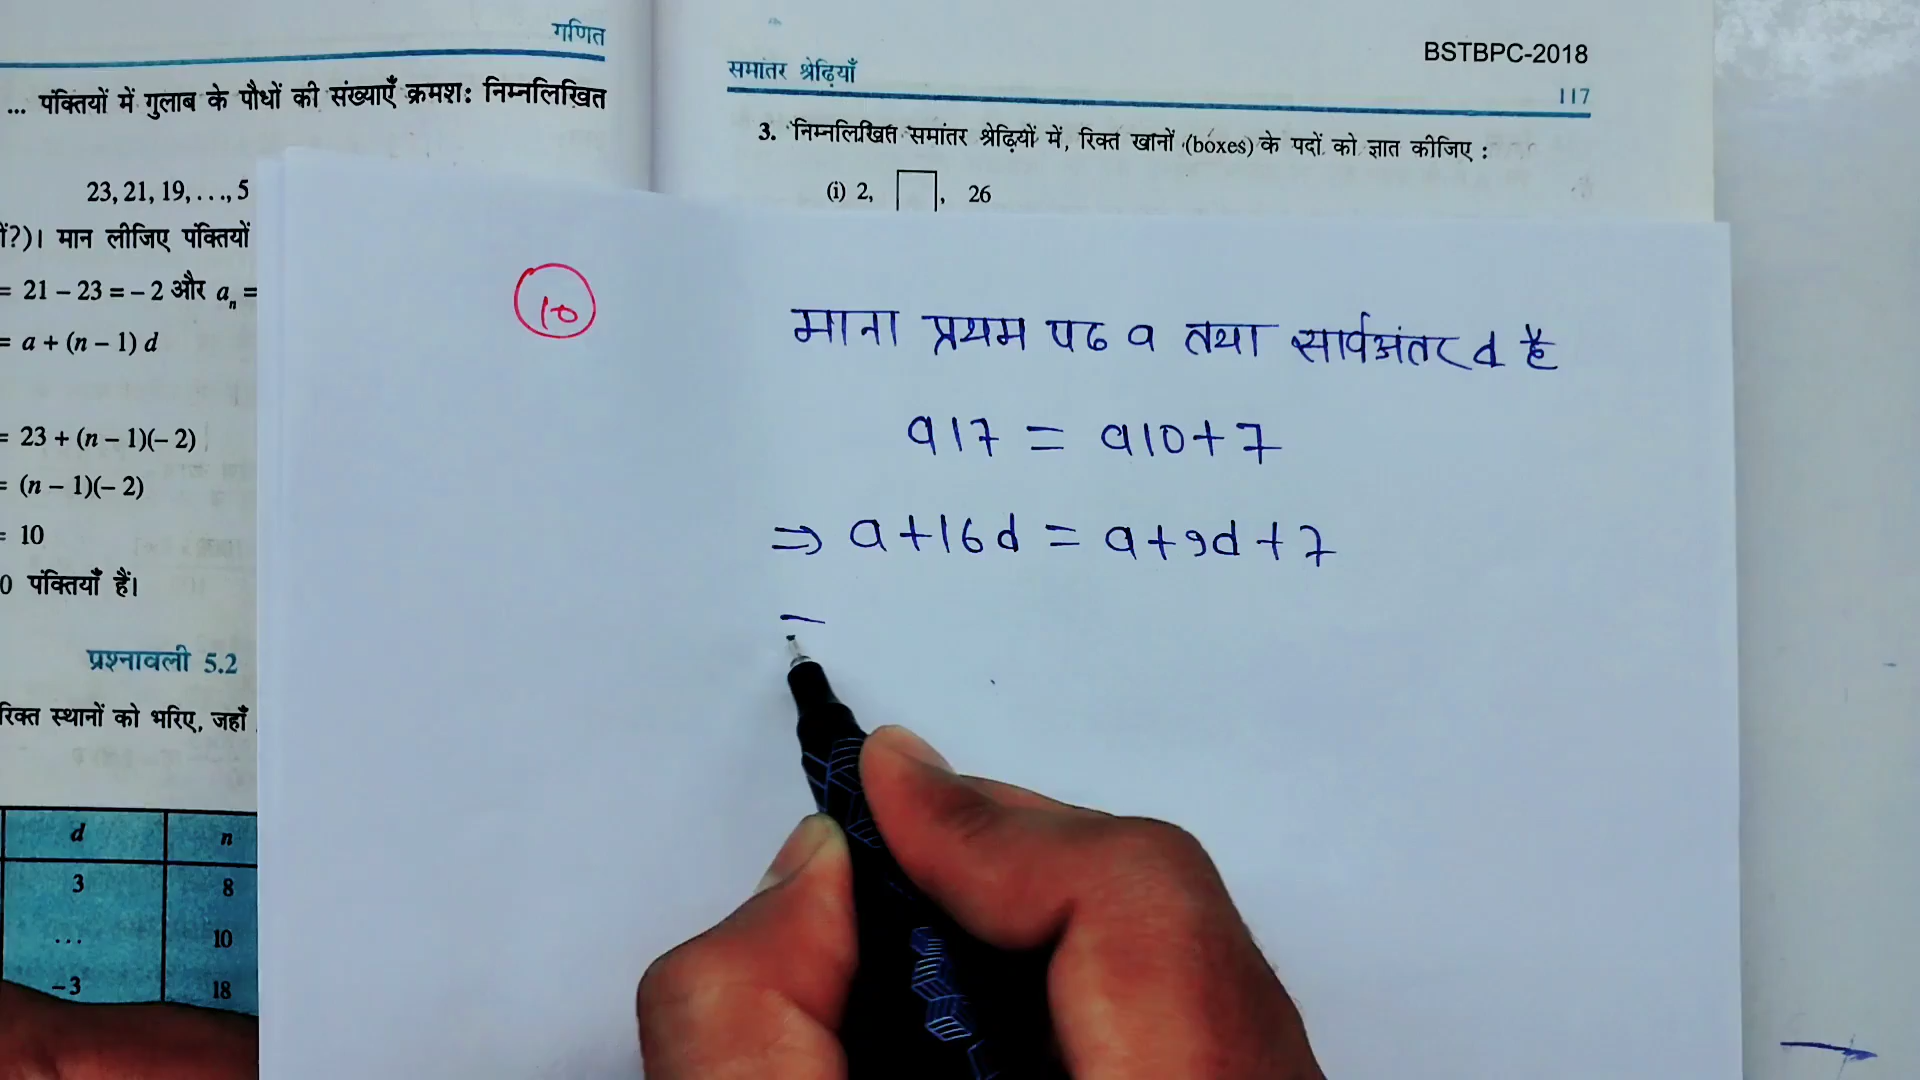 गणित
... पंक्तियों में गुलाब के पौधों की संख्याएँ क्रमश: निम्नलिखित
23, 21, 19, . . ., 5
ों?)। मान लीजिए पंक्तियों
= 21 – 23 = – 2 और aₙ =
= a + (n – 1) d
= 23 + (n – 1)(– 2)
= (n – 1)(– 2)
= 10
0 पंक्तियाँ हैं।
प्रश्नावली 5.2
रिक्त स्थानों को भरिए, जहाँ
d n
3 8
... 10
–3 18
BSTBPC-2018
समांतर श्रेढ़ियाँ
117
3. निम्नलिखित समांतर श्रेढ़ियों में, रिक्त खानों (boxes) के पदों को ज्ञात कीजिए :
(i) 2, , 26
10
माना प्रथम पद a तथा सार्वअंतर d है
a17 = a10+7
⇒ a+16d = a+9d+7